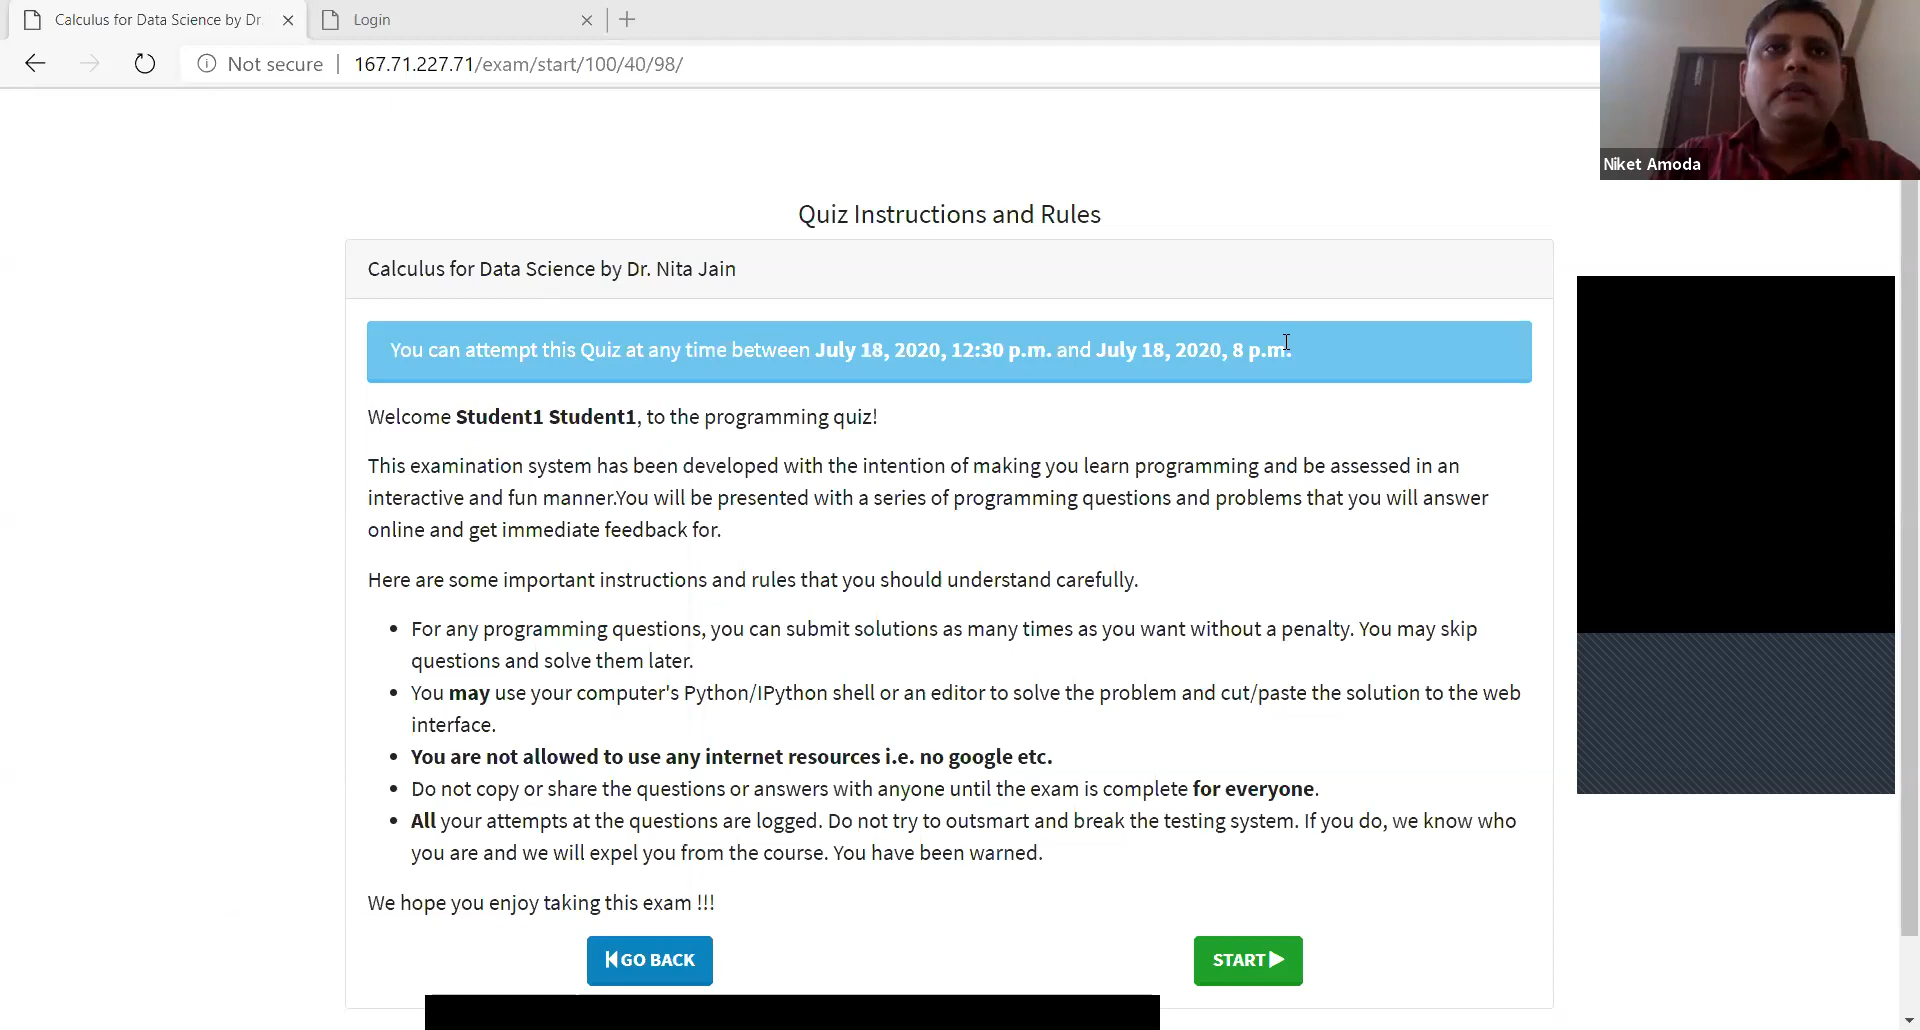 Calculus for Data Science by Dr.
Login
Not secure | 167.71.227.71/exam/start/100/40/98/
Niket Amoda
Quiz Instructions and Rules
Calculus for Data Science by Dr. Nita Jain
You can attempt this Quiz at any time between July 18, 2020, 12:30 p.m. and July 18, 2020, 8 p.m.
Welcome Student1 Student1, to the programming quiz!
This examination system has been developed with the intention of making you learn programming and be assessed in an
interactive and fun manner.You will be presented with a series of programming questions and problems that you will answer
online and get immediate feedback for.
Here are some important instructions and rules that you should understand carefully.
• For any programming questions, you can submit solutions as many times as you want without a penalty. You may skip
questions and solve them later.
• You may use your computer's Python/IPython shell or an editor to solve the problem and cut/paste the solution to the web
interface.
• You are not allowed to use any internet resources i.e. no google etc.
• Do not copy or share the questions or answers with anyone until the exam is complete for everyone.
• All your attempts at the questions are logged. Do not try to outsmart and break the testing system. If you do, we know who
you are and we will expel you from the course. You have been warned.
We hope you enjoy taking this exam !!!
GO BACK
START